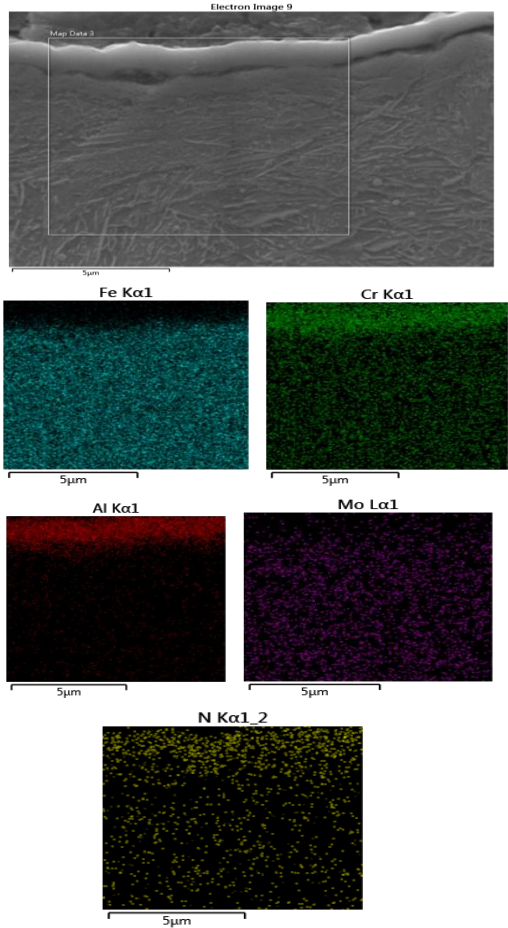 Electron Image 9
Map Data 3
5µm
Fe Kα1
Cr Kα1
5µm
5µm
Al Kα1
Mo Lα1
5µm
5µm
N Kα1_2
5µm